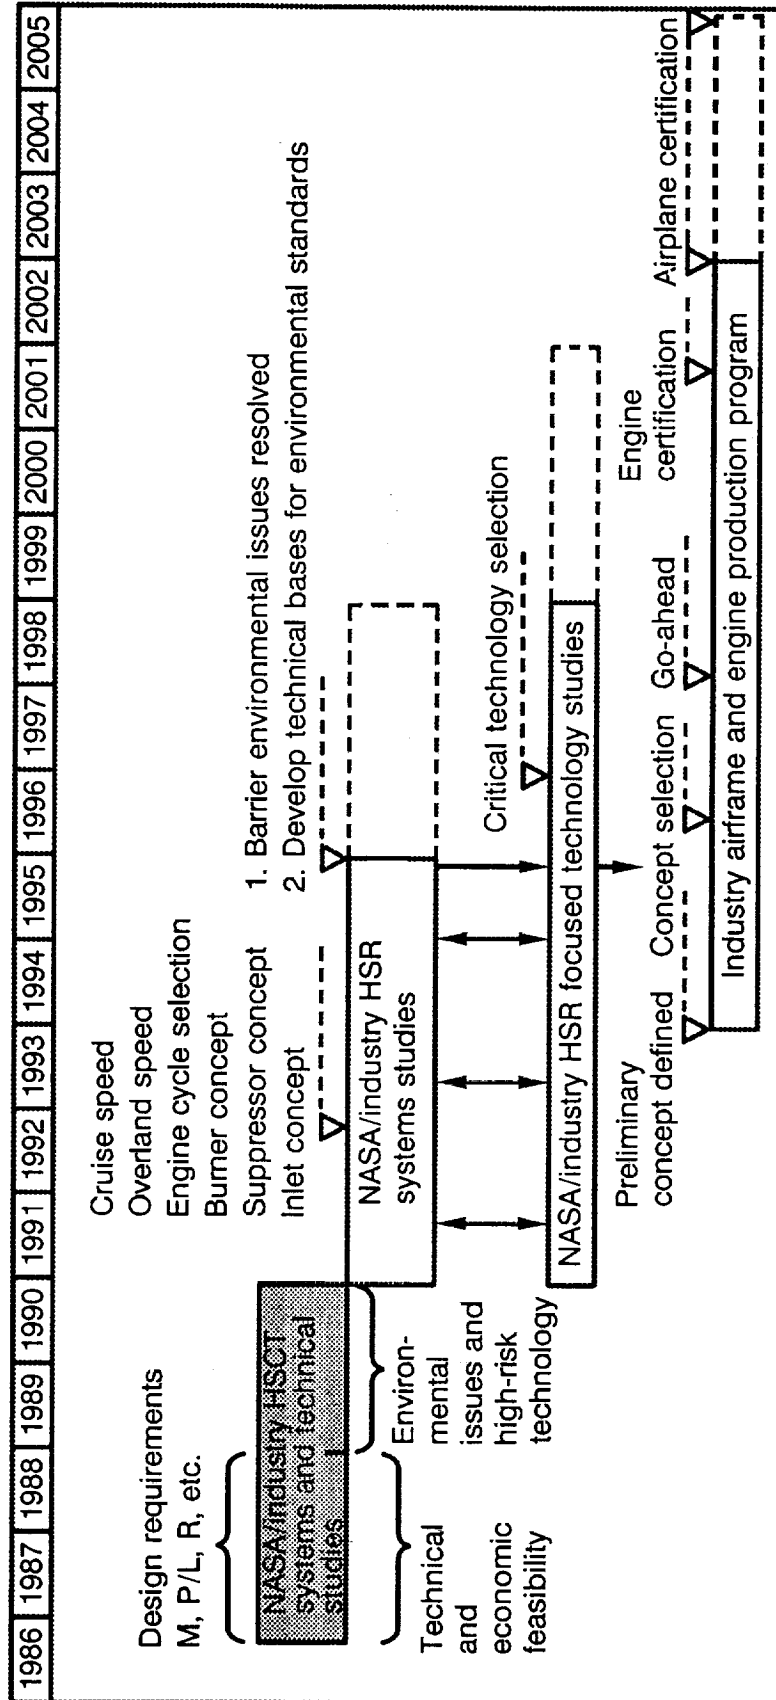 1986 1987 1988 1989 1990 1991 1992 1993 1994 1995 1996 1997 1998 1999 2000 2001 2002 2003 2004 2005
Design requirements
M, P/L, R, etc.
NASA/industry HSCT
systems and technical
studies
Technical
and
economic
feasibility
Environ-
mental
issues and
high-risk
technology
Cruise speed
Overland speed
Engine cycle selection
Burner concept
Suppressor concept
Inlet concept
1. Barrier environmental issues resolved
2. Develop technical bases for environmental standards
NASA/industry HSR
systems studies
Critical technology selection
NASA/industry HSR focused technology studies
Preliminary
concept defined
Concept selection
Go-ahead
Engine
certification
Airplane certification
Industry airframe and engine production program